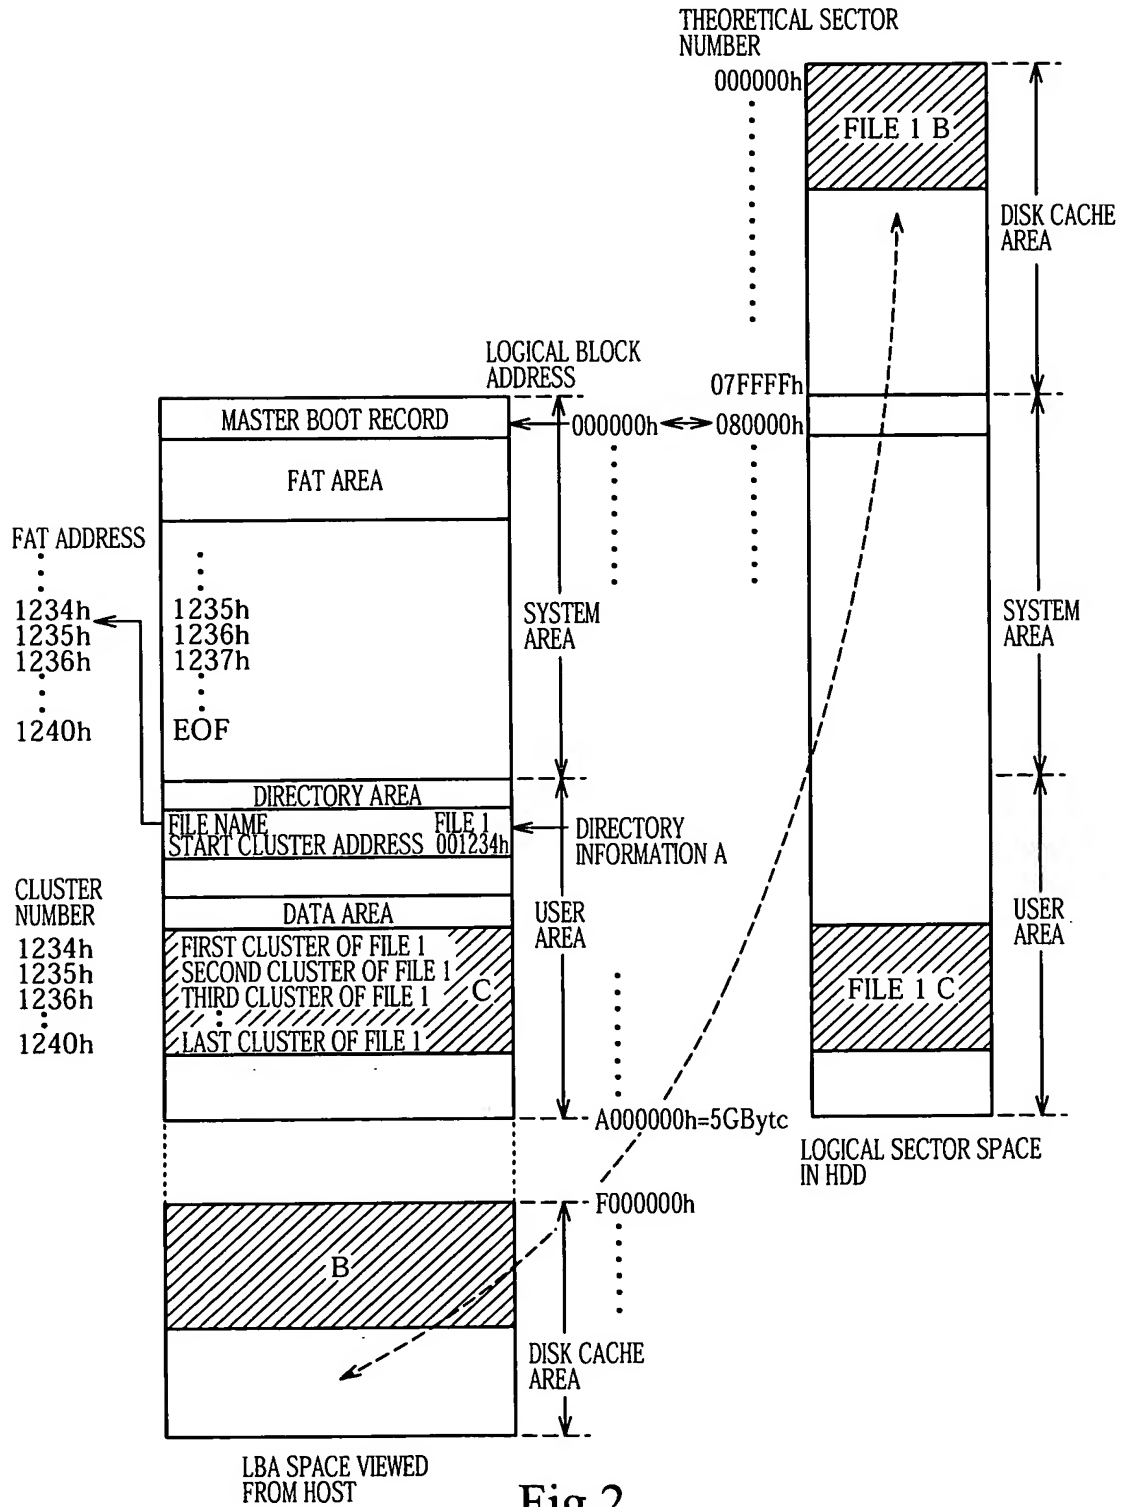 THEORETICAL SECTOR
NUMBER
000000h
FILE 1 B
DISK CACHE
AREA
LOGICAL BLOCK
ADDRESS
07FFFFh
MASTER BOOT RECORD
000000h
080000h
FAT AREA
FAT ADDRESS
1234h
1235h
1235h
1236h
1236h
1237h
1240h
EOF
SYSTEM
AREA
SYSTEM
AREA
DIRECTORY AREA
FILE NAME FILE 1
START CLUSTER ADDRESS 001234h
DIRECTORY
INFORMATION A
CLUSTER
NUMBER
DATA AREA
USER
AREA
USER
AREA
1234h
FIRST CLUSTER OF FILE 1
1235h
SECOND CLUSTER OF FILE 1
1236h
THIRD CLUSTER OF FILE 1
C
FILE 1 C
1240h
LAST CLUSTER OF FILE 1
A000000h=5GBytc
LOGICAL SECTOR SPACE
IN HDD
F000000h
B
DISK CACHE
AREA
LBA SPACE VIEWED
FROM HOST
Fig.2